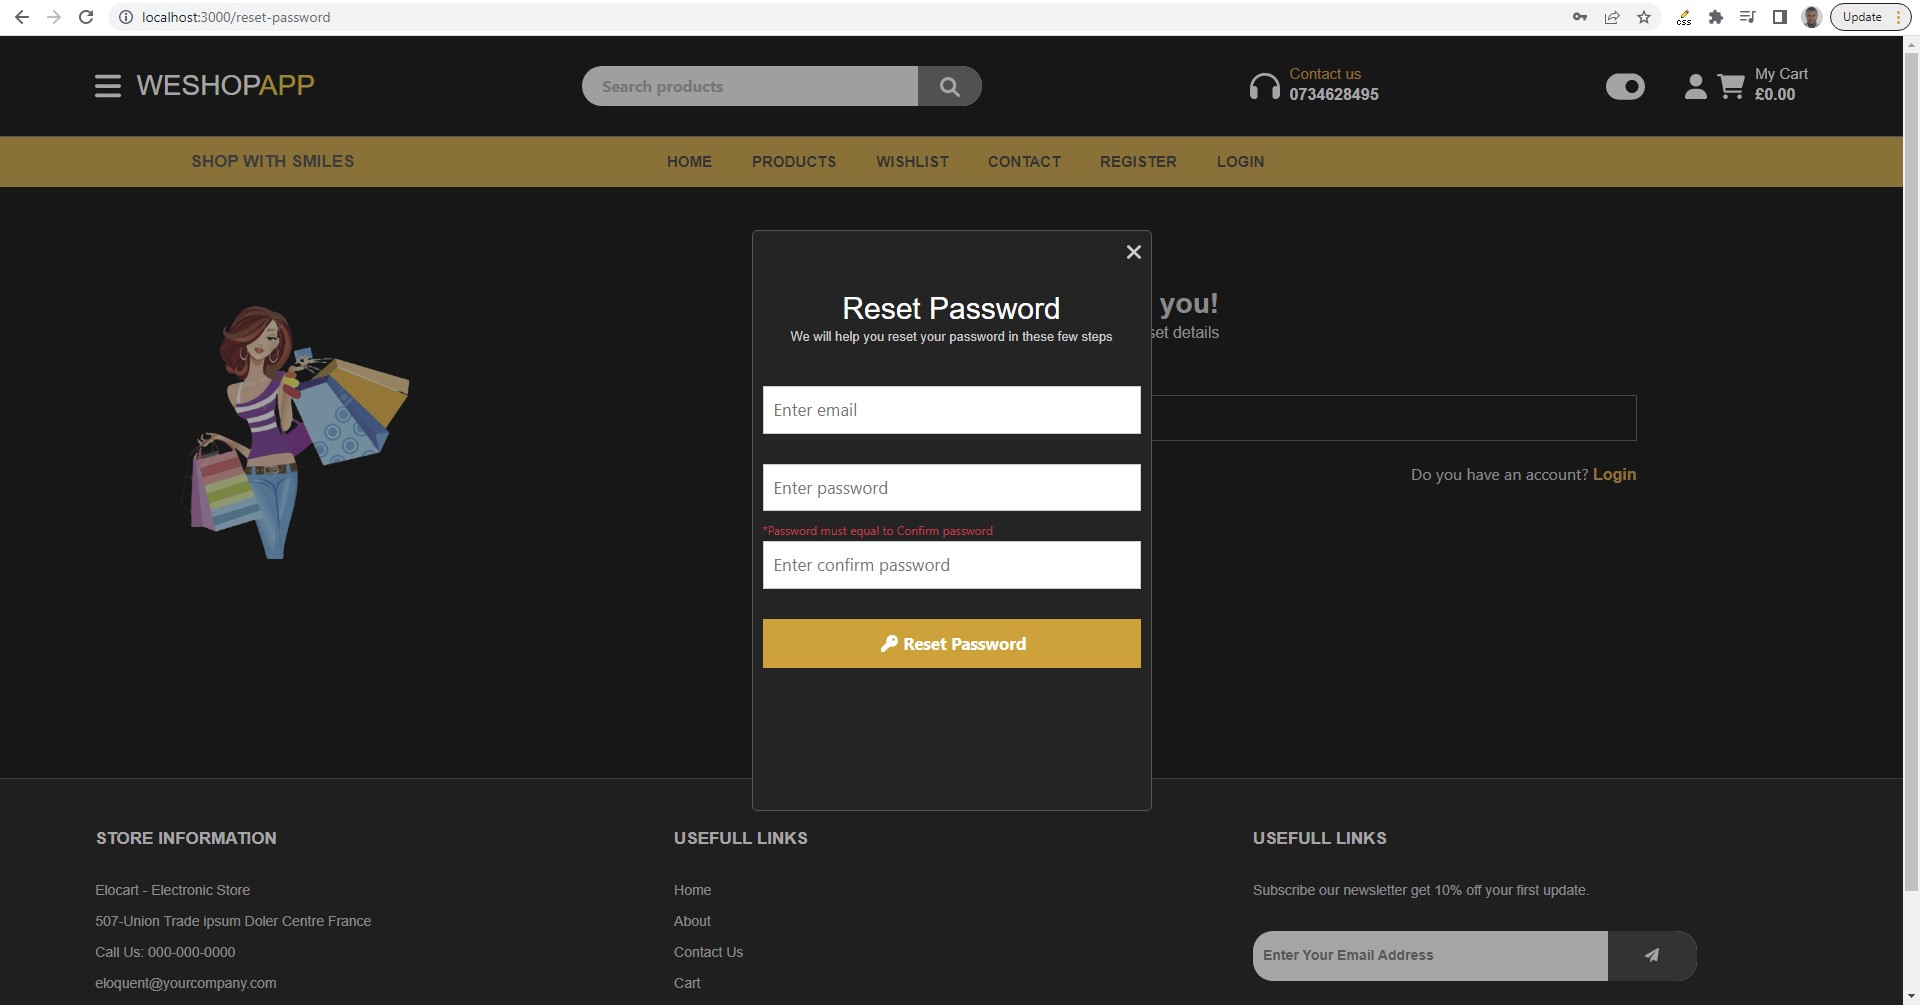 localhost:3000/reset-password
css
Update
WESHOPAPP
Search products
Contact us
0734628495
My Cart
£0.00
SHOP WITH SMILES
HOME
PRODUCTS
WISHLIST
CONTACT
REGISTER
LOGIN
Reset Password
We will help you reset your password in these few steps
you!
set details
Enter email
Enter password
*Password must equal to Confirm password
Enter confirm password
Reset Password
Do you have an account? Login
STORE INFORMATION
Elocart - Electronic Store
507-Union Trade ipsum Doler Centre France
Call Us: 000-000-0000
eloquent@yourcompany.com
USEFULL LINKS
Home
About
Contact Us
Cart
USEFULL LINKS
Subscribe our newsletter get 10% off your first update.
Enter Your Email Address